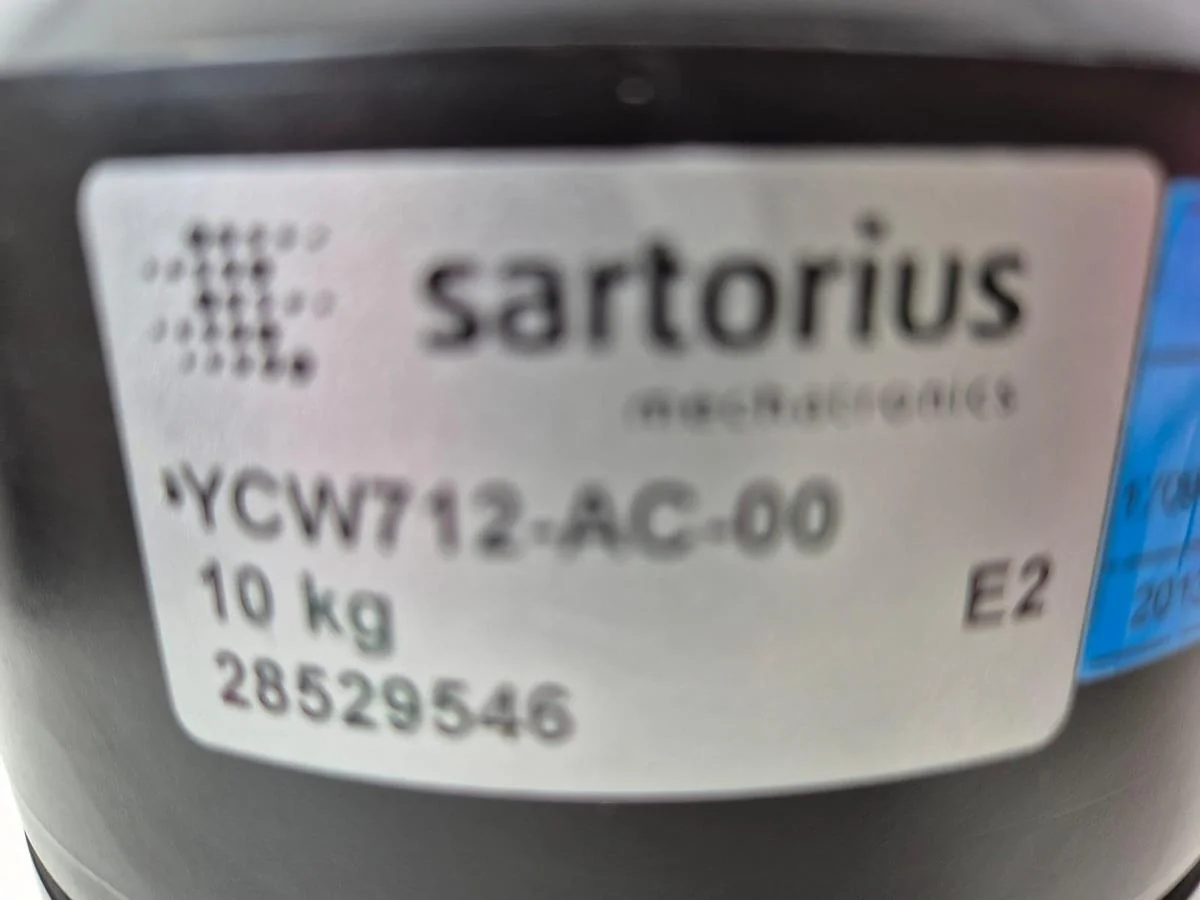 sartorius
mechatronics
YCW712-AC-00
10 kg
E2
28529546